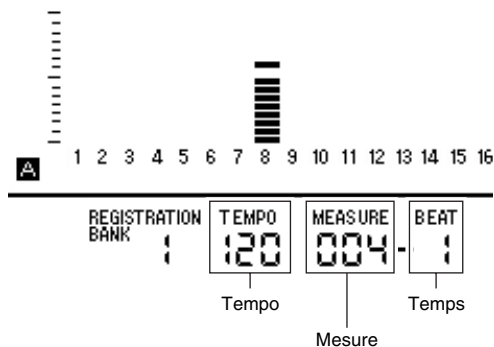 A 1 2 3 4 5 6 7 8 9 10 11 12 13 14 15 16
REGISTRATION TEMPO MEASURE BEAT
BANK 1 120 004 - 1
Tempo Temps
Mesure